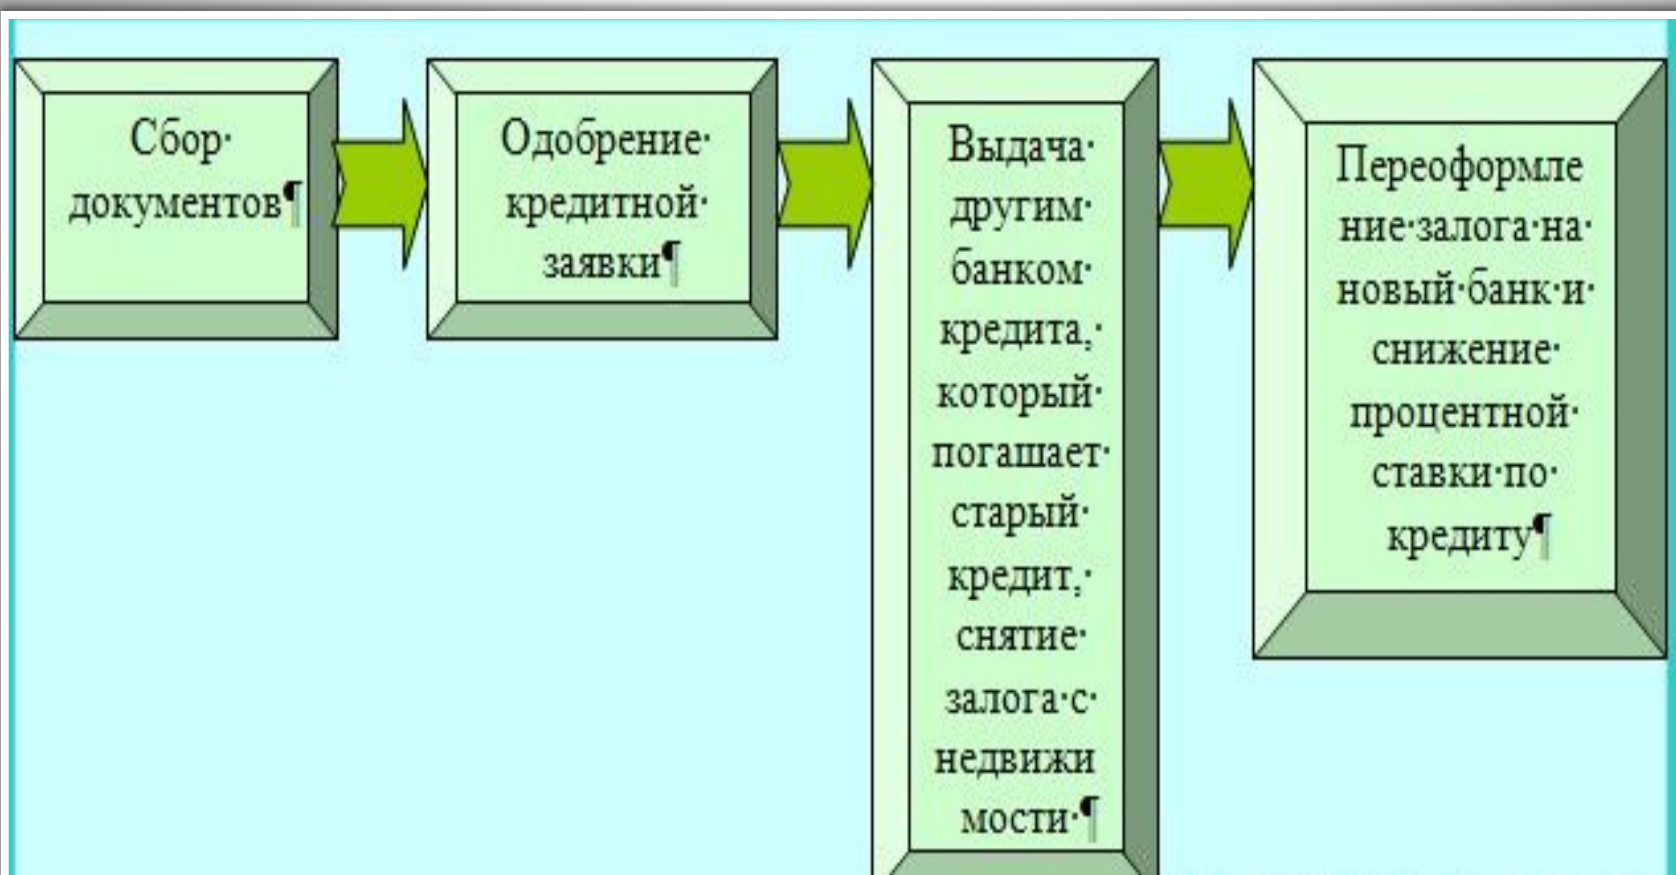 Сбор·
документов¶
Одобрение·
кредитной·
заявки¶
Выдача·
другим·
банком·
кредита,·
который·
погашает·
старый·
кредит,·
снятие·
залога·с·
недвижи
мости·¶
Переоформле
ние·залога·на·
новый·банк·и·
снижение·
процентной·
ставки·по·
кредиту¶